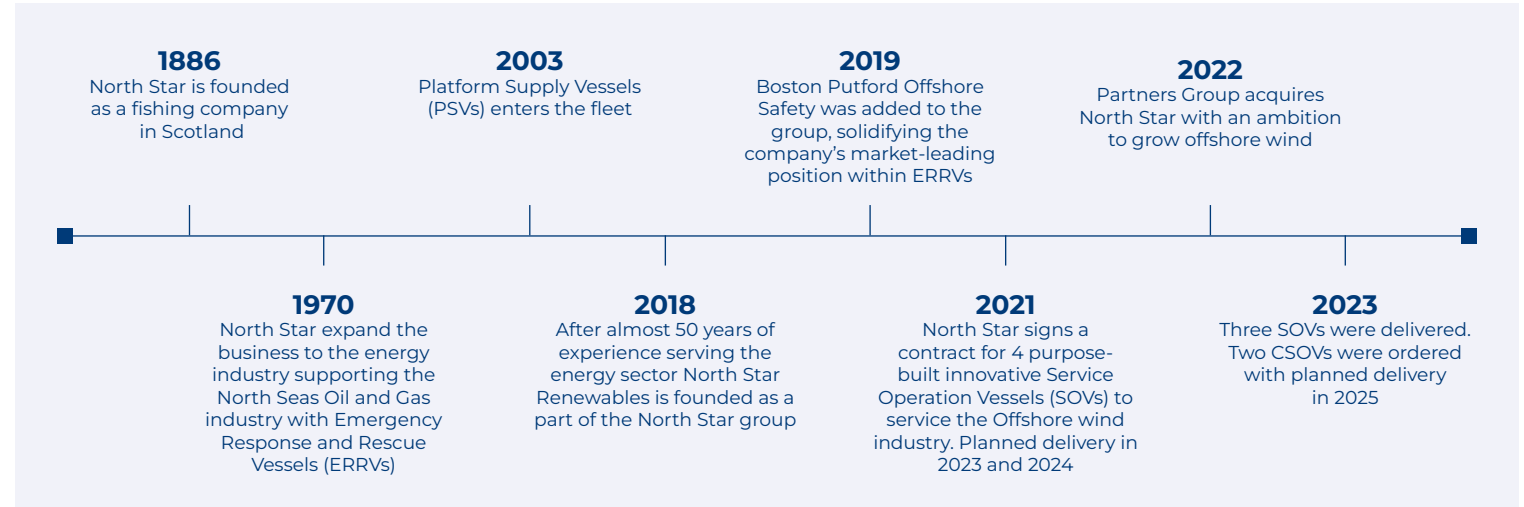 1886
North Star is founded
as a fishing company
in Scotland
2003
Platform Supply Vessels
(PSVs) enters the fleet
2019
Boston Putford Offshore
Safety was added to the
group, solidifying the
company’s market-leading
position within ERRVs
2022
Partners Group acquires
North Star with an ambition
to grow offshore wind
1970
North Star expand the
business to the energy
industry supporting the
North Seas Oil and Gas
industry with Emergency
Response and Rescue
Vessels (ERRVs)
2018
After almost 50 years of
experience serving the
energy sector North Star
Renewables is founded as a
part of the North Star group
2021
North Star signs a
contract for 4 purpose-
built innovative Service
Operation Vessels (SOVs) to
service the Offshore wind
industry. Planned delivery in
2023 and 2024
2023
Three SOVs were delivered.
Two CSOVs were ordered
with planned delivery
in 2025